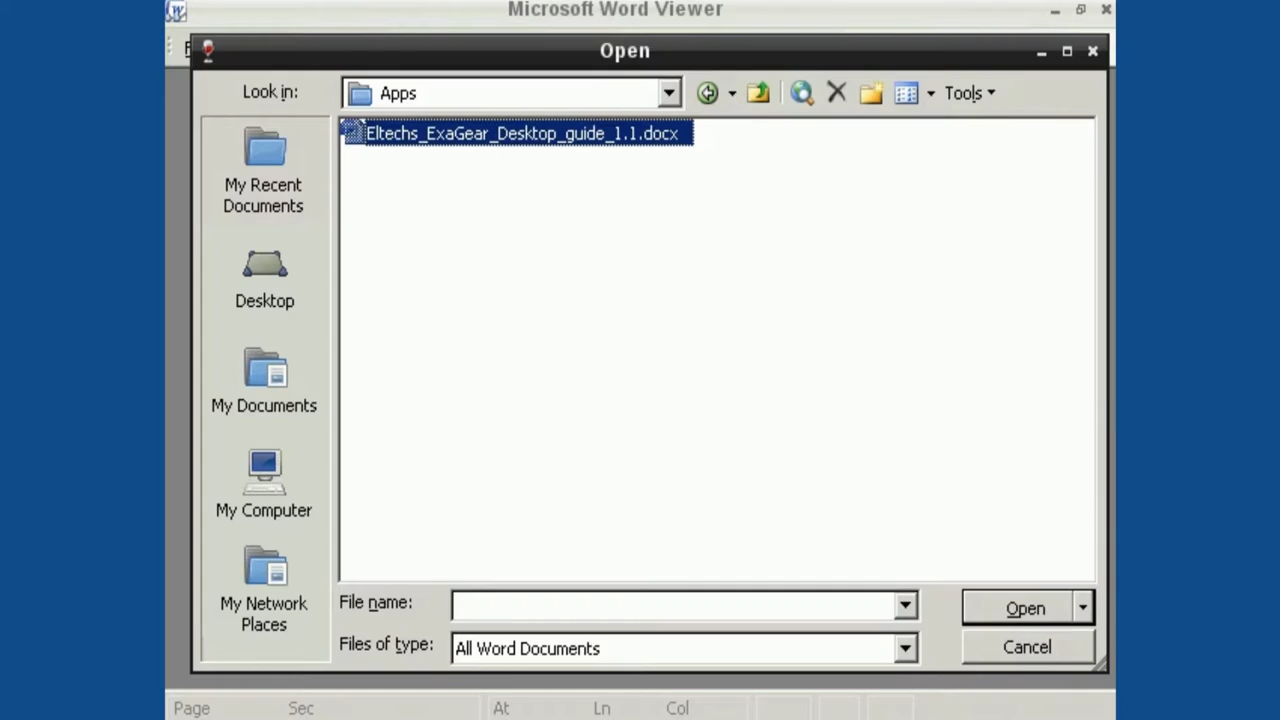 Microsoft Word Viewer
Open
Look in:
Apps
Tools
Eltechs_ExaGear_Desktop_guide_1.1.docx
My Recent
Documents
Desktop
My Documents
My Computer
My Network
Places
File name:
Open
Files of type:
All Word Documents
Cancel
Page Sec At Ln Col